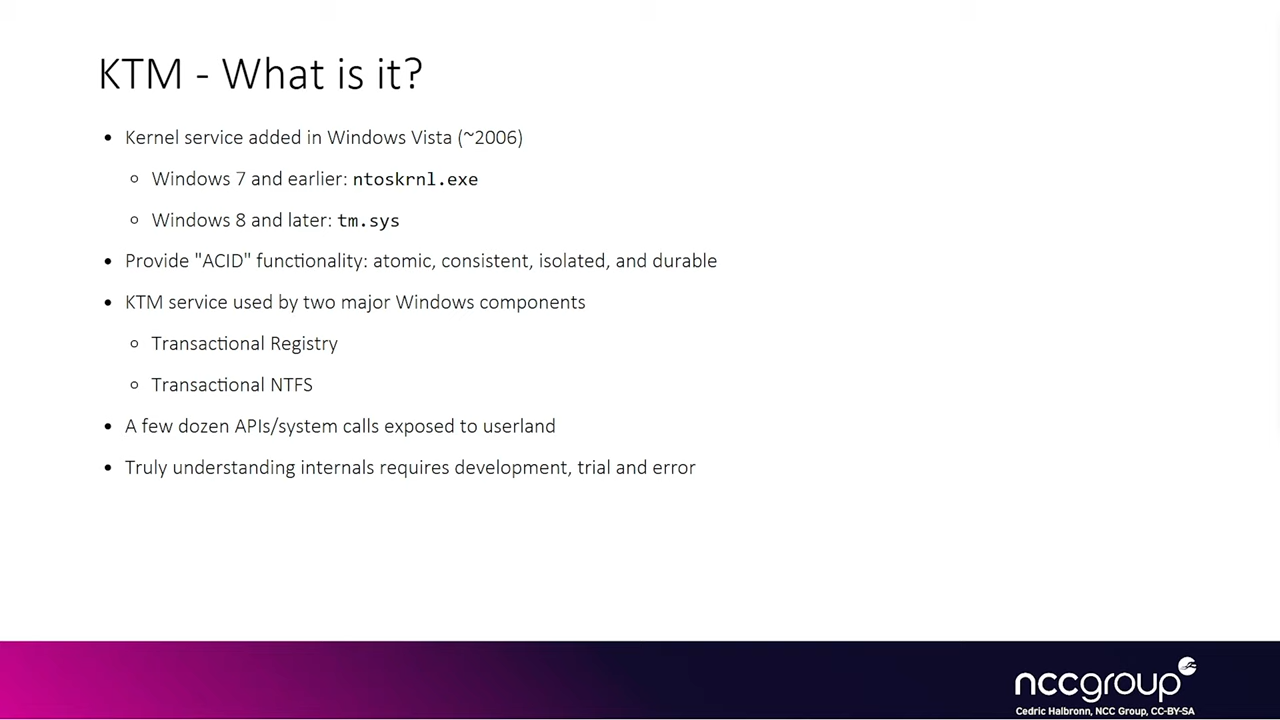 KTM - What is it?
• Kernel service added in Windows Vista (~2006)
◦ Windows 7 and earlier: ntoskrnl.exe
◦ Windows 8 and later: tm.sys
• Provide "ACID" functionality: atomic, consistent, isolated, and durable
• KTM service used by two major Windows components
◦ Transactional Registry
◦ Transactional NTFS
• A few dozen APIs/system calls exposed to userland
• Truly understanding internals requires development, trial and error
nccgroup
Cedric Halbronn, NCC Group, CC-BY-SA